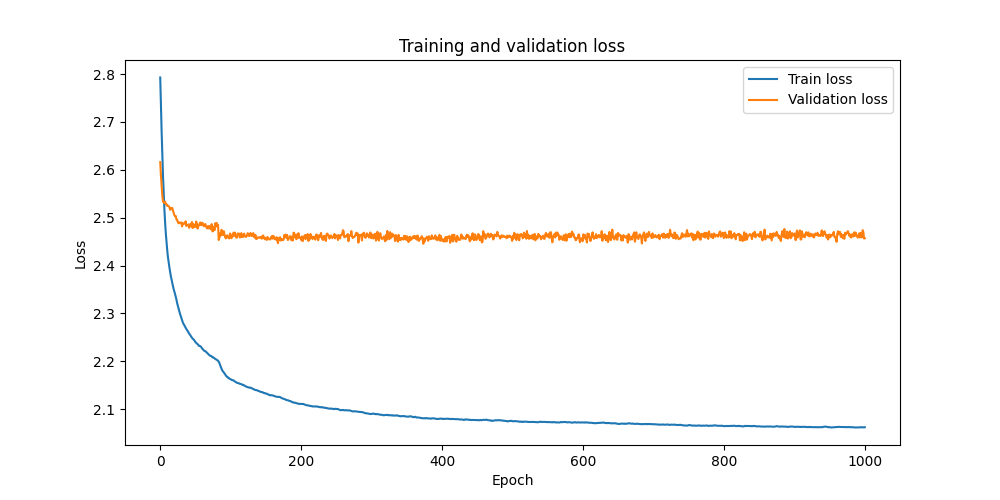 Training and validation loss
Train loss
Validation loss
2.8
2.7
2.6
2.5
2.4
2.3
2.2
2.1
Loss
0
200
400
600
800
1000
Epoch